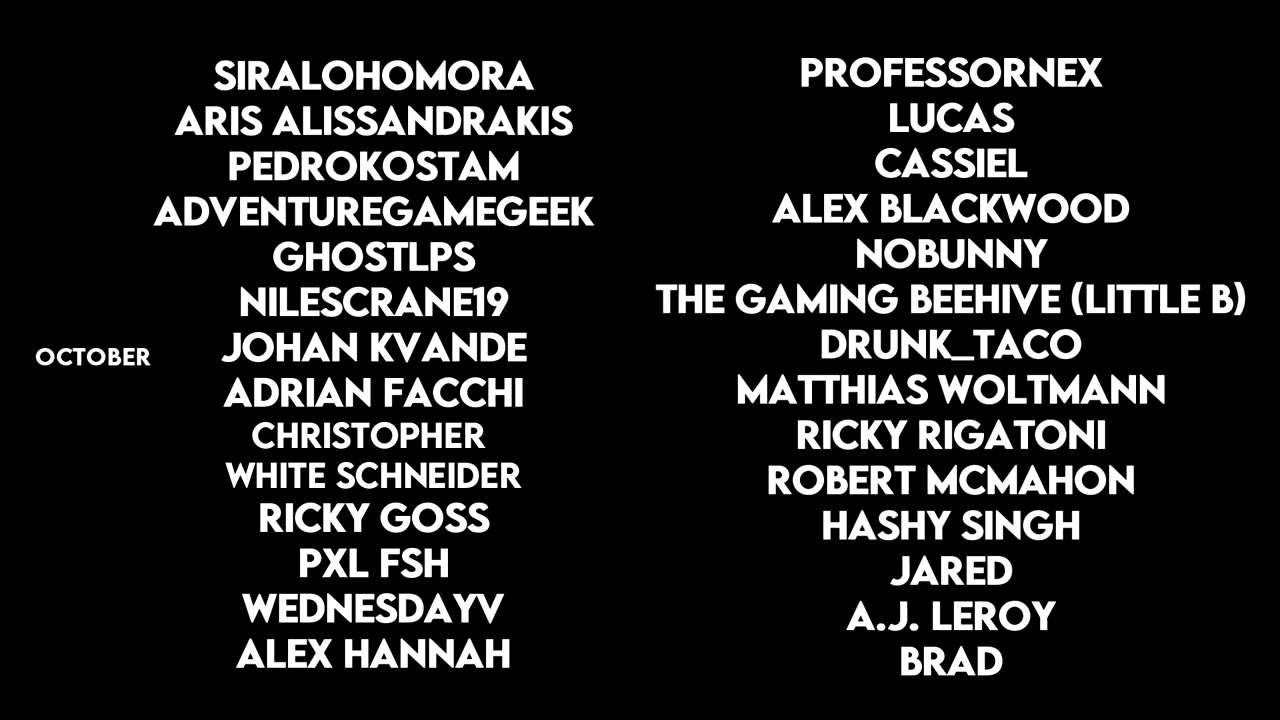 OCTOBER
SIRALOHOMORA
ARIS ALISSANDRAKIS
PEDROKOSTAM
ADVENTUREGAMEGEEK
GHOSTLPS
NILESCRANE19
JOHAN KVANDE
ADRIAN FACCHI
CHRISTOPHER
WHITE SCHNEIDER
RICKY GOSS
PXL FSH
WEDNESDAYV
ALEX HANNAH
PROFESSORNEX
LUCAS
CASSIEL
ALEX BLACKWOOD
NOBUNNY
THE GAMING BEEHIVE (LITTLE B)
DRUNK_TACO
MATTHIAS WOLTMANN
RICKY RIGATONI
ROBERT MCMAHON
HASHY SINGH
JARED
A.J. LEROY
BRAD